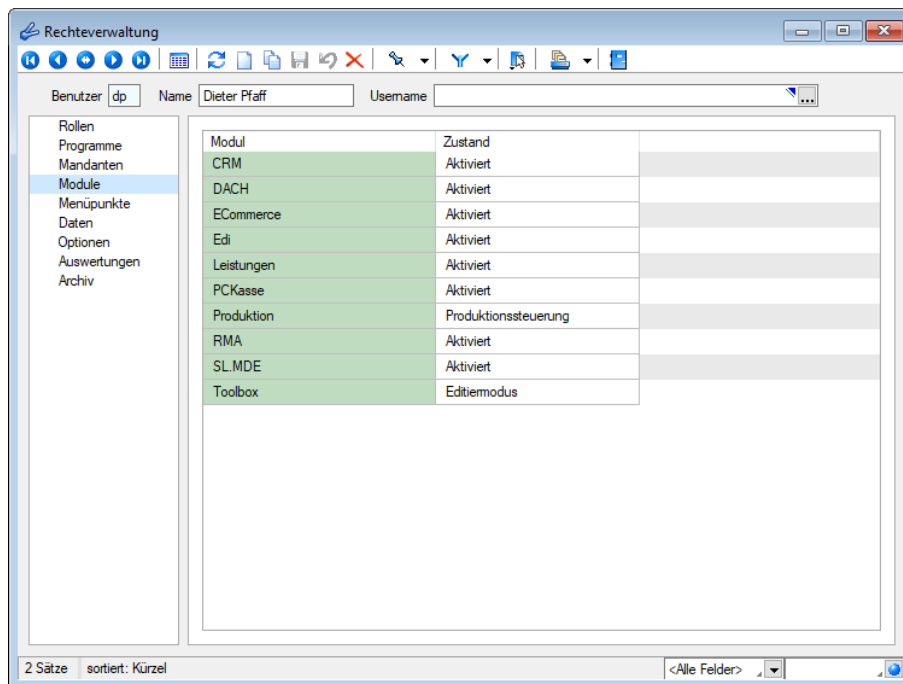 Rechteverwaltung
Benutzer dp Name Dieter Pfaff Username ...
Rollen
Programme
Mandanten
Module
Menüpunkte
Daten
Optionen
Auswertungen
Archiv
Modul Zustand
CRM Aktiviert
DACH Aktiviert
ECommerce Aktiviert
Edi Aktiviert
Leistungen Aktiviert
PCKasse Aktiviert
Produktion Produktionssteuerung
RMA Aktiviert
SL.MDE Aktiviert
Toolbox Editiermodus
2 Sätze sortiert: Kürzel <Alle Felder>